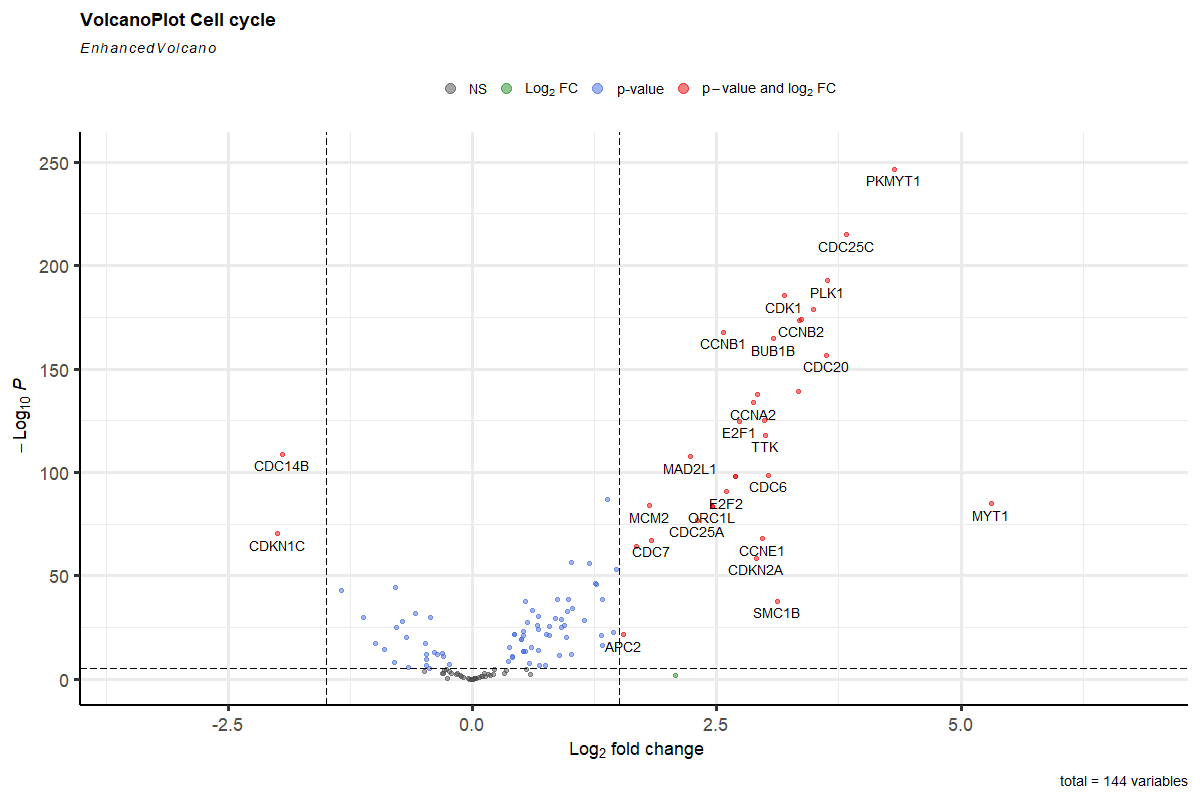 VolcanoPlot Cell cycle
EnhancedVolcano
NS Log₂ FC p-value p−value and log₂ FC
−Log₁₀ P
250
200
150
100
50
0
PKMYT1
CDC25C
PLK1
CDK1
CCNB2
CCNB1
BUB1B
CDC20
CCNA2
E2F1
TTK
CDC14B
MAD2L1
CDC6
E2F2
MCM2
ORC1L
MYT1
CDC25A
CDKN1C
CDC7
CCNE1
CDKN2A
SMC1B
APC2
-2.5 0.0 2.5 5.0
Log₂ fold change
total = 144 variables